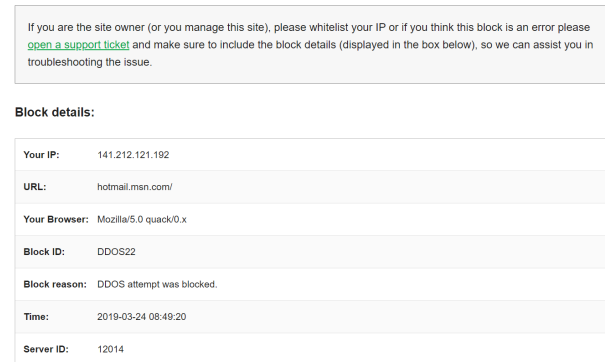 If you are the site owner (or you manage this site), please whitelist your IP or if you think this block is an error please
open a support ticket and make sure to include the block details (displayed in the box below), so we can assist you in
troubleshooting the issue.
Block details:
Your IP: 141.212.121.192
URL: hotmail.msn.com/
Your Browser: Mozilla/5.0 quack/0.x
Block ID: DDOS22
Block reason: DDOS attempt was blocked.
Time: 2019-03-24 08:49:20
Server ID: 12014